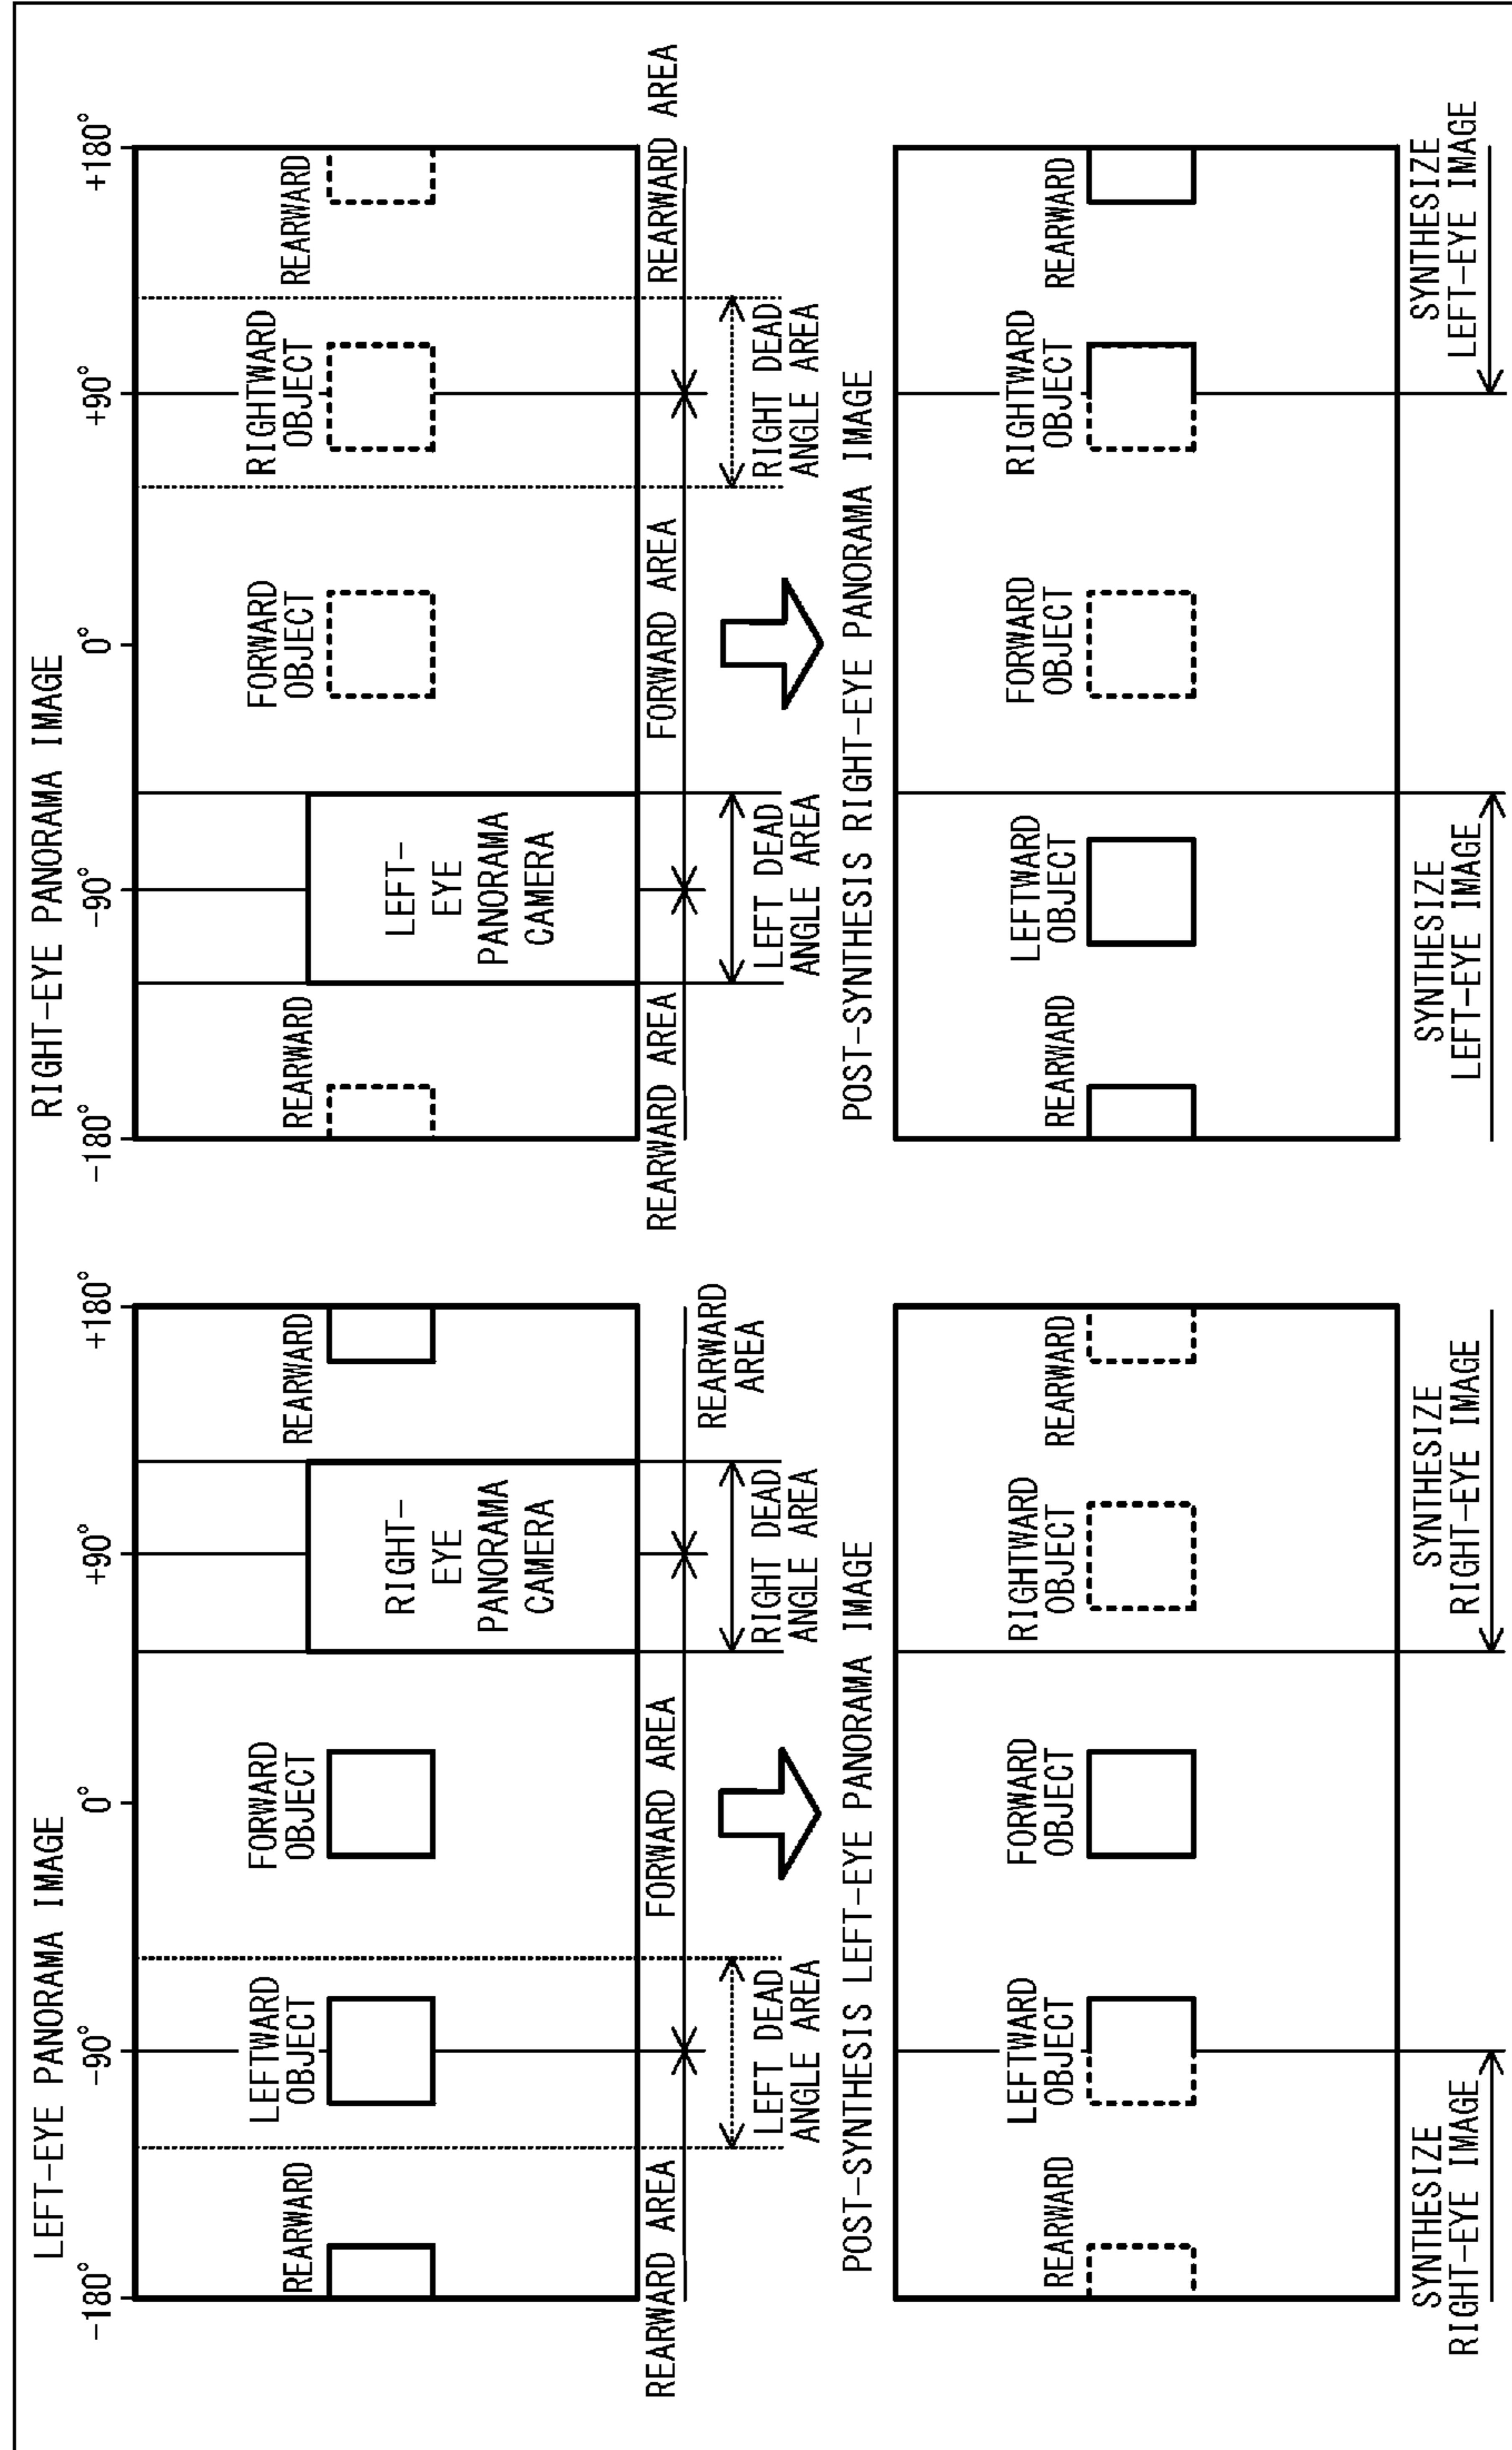 LEFT-EYE PANORAMA IMAGE
-180°
-90°
0°
+90°
+180°
REARWARD
LEFTWARD
OBJECT
FORWARD
OBJECT
RIGHT-
EYE
PANORAMA
CAMERA
REARWARD
REARWARD AREA
FORWARD AREA
REARWARD
AREA
LEFT DEAD
ANGLE AREA
RIGHT DEAD
ANGLE AREA
POST-SYNTHESIS LEFT-EYE PANORAMA IMAGE
REARWARD
LEFTWARD
OBJECT
FORWARD
OBJECT
RIGHTWARD
OBJECT
REARWARD
SYNTHESIZE
RIGHT-EYE IMAGE
SYNTHESIZE
RIGHT-EYE IMAGE
RIGHT-EYE PANORAMA IMAGE
-180°
-90°
0°
+90°
+180°
REARWARD
LEFT-
EYE
PANORAMA
CAMERA
FORWARD
OBJECT
RIGHTWARD
OBJECT
REARWARD
REARWARD AREA
FORWARD AREA
REARWARD AREA
LEFT DEAD
ANGLE AREA
RIGHT DEAD
ANGLE AREA
POST-SYNTHESIS RIGHT-EYE PANORAMA IMAGE
REARWARD
LEFTWARD
OBJECT
FORWARD
OBJECT
RIGHTWARD
OBJECT
REARWARD
SYNTHESIZE
LEFT-EYE IMAGE
SYNTHESIZE
LEFT-EYE IMAGE